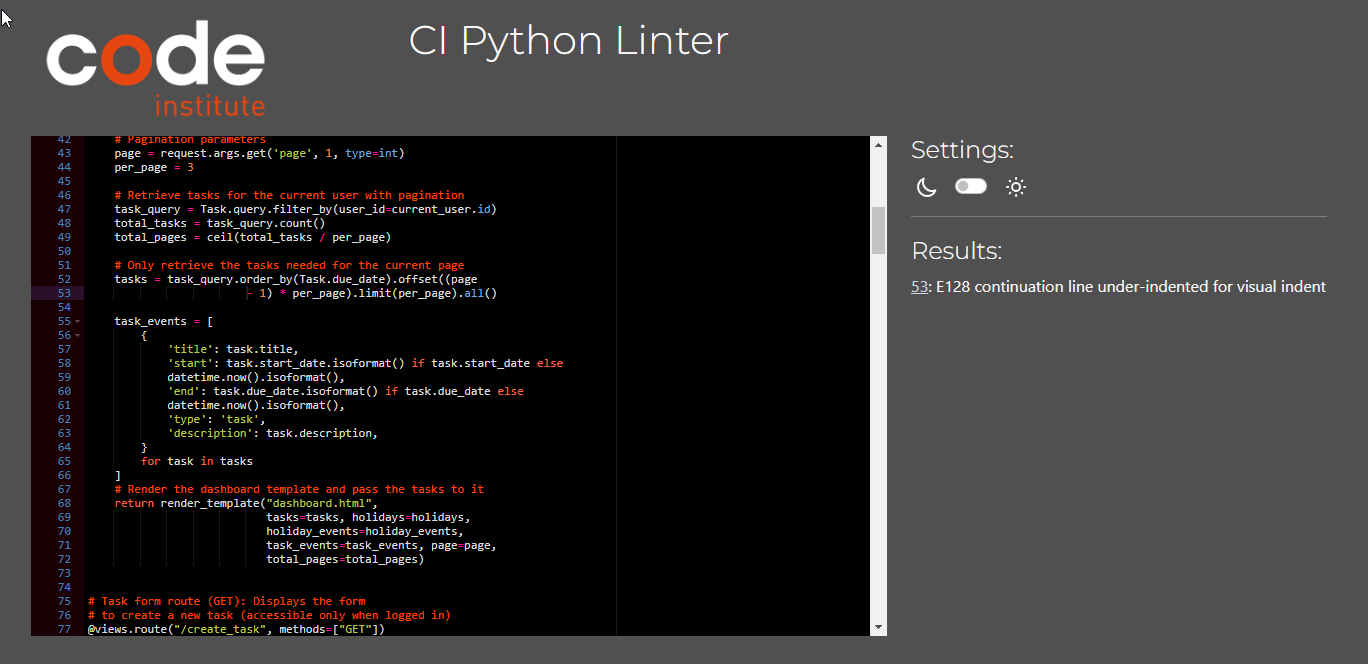 code
institute
CI Python Linter
42     # Pagination parameters
43     page = request.args.get('page', 1, type=int)
44     per_page = 3
45
46     # Retrieve tasks for the current user with pagination
47     task_query = Task.query.filter_by(user_id=current_user.id)
48     total_tasks = task_query.count()
49     total_pages = ceil(total_tasks / per_page)
50
51     # Only retrieve the tasks needed for the current page
52     tasks = task_query.order_by(Task.due_date).offset((page
53                           - 1) * per_page).limit(per_page).all()
54
55     task_events = [
56         {
57             'title': task.title,
58             'start': task.start_date.isoformat() if task.start_date else
59             datetime.now().isoformat(),
60             'end': task.due_date.isoformat() if task.due_date else
61             datetime.now().isoformat(),
62             'type': 'task',
63             'description': task.description,
64         }
65         for task in tasks
66     ]
67     # Render the dashboard template and pass the tasks to it
68     return render_template("dashboard.html",
69                            tasks=tasks, holidays=holidays,
70                            holiday_events=holiday_events,
71                            task_events=task_events, page=page,
72                            total_pages=total_pages)
73
74
75 # Task form route (GET): Displays the form
76 # to create a new task (accessible only when logged in)
77 @views.route("/create_task", methods=["GET"])
Settings:
Results:
53: E128 continuation line under-indented for visual indent